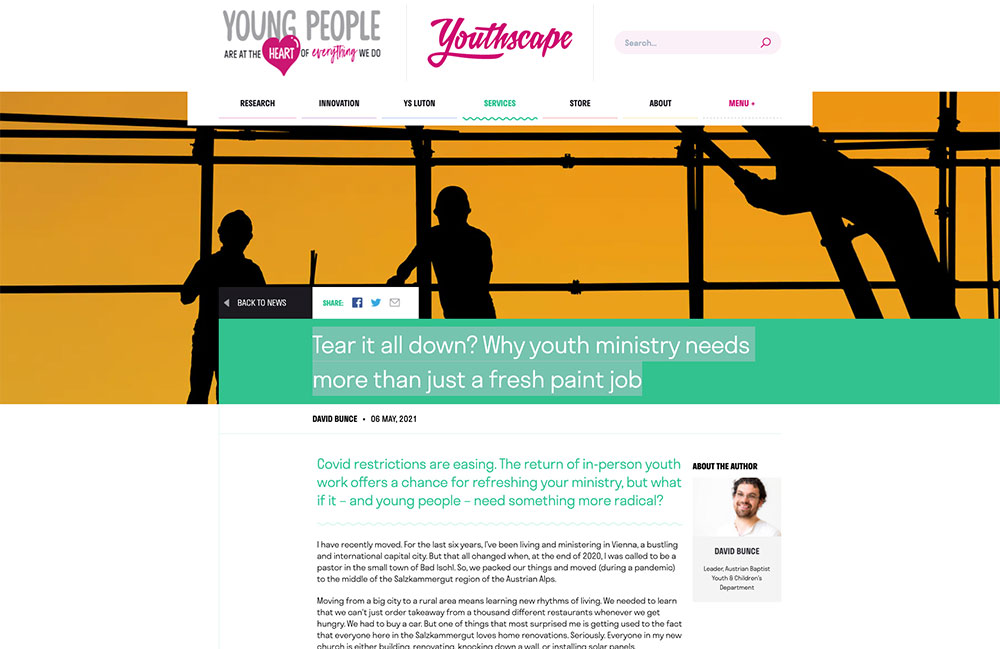 YOUNG PEOPLE
ARE AT THE HEART OF everything WE DO
Youthscape
Search...
RESEARCH
INNOVATION
YS LUTON
SERVICES
STORE
ABOUT
MENU +
BACK TO NEWS
SHARE:
Tear it all down? Why youth ministry needs
more than just a fresh paint job
DAVID BUNCE • 06 MAY, 2021
Covid restrictions are easing. The return of in-person youth
work offers a chance for refreshing your ministry, but what
if it – and young people – need something more radical?
I have recently moved. For the last six years, I've been living and ministering in Vienna, a bustling
and international capital city. But that all changed when, at the end of 2020, I was called to be a
pastor in the small town of Bad Ischl. So, we packed our things and moved (during a pandemic)
to the middle of the Salzkammergut region of the Austrian Alps.
Moving from a big city to a rural area means learning new rhythms of living. We needed to learn
that we can't just order takeaway from a thousand different restaurants whenever we get
hungry. We had to buy a car. But one of things that most surprised me is getting used to the fact
that everyone here in the Salzkammergut loves home renovations. Seriously. Everyone in my new
church is either building, renovating, knocking down a wall, or installing solar panels.
ABOUT THE AUTHOR
DAVID BUNCE
Leader, Austrian Baptist
Youth & Children's
Department